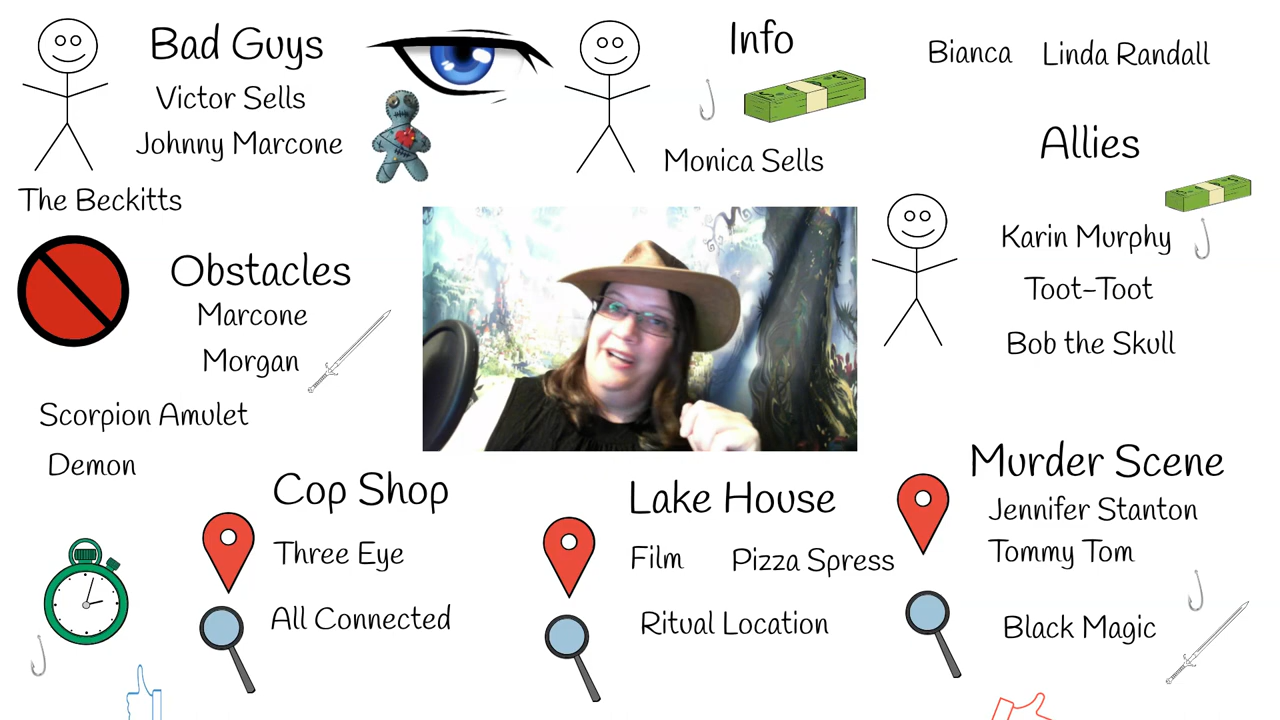 Bad Guys
Victor Sells
Johnny Marcone
The Beckitts
Info
Monica Sells
Bianca
Linda Randall
Allies
Karin Murphy
Toot-Toot
Bob the Skull
Obstacles
Marcone
Morgan
Scorpion Amulet
Demon
Cop Shop
Three Eye
All Connected
Lake House
Film
Pizza Spress
Ritual Location
Murder Scene
Jennifer Stanton
Tommy Tom
Black Magic